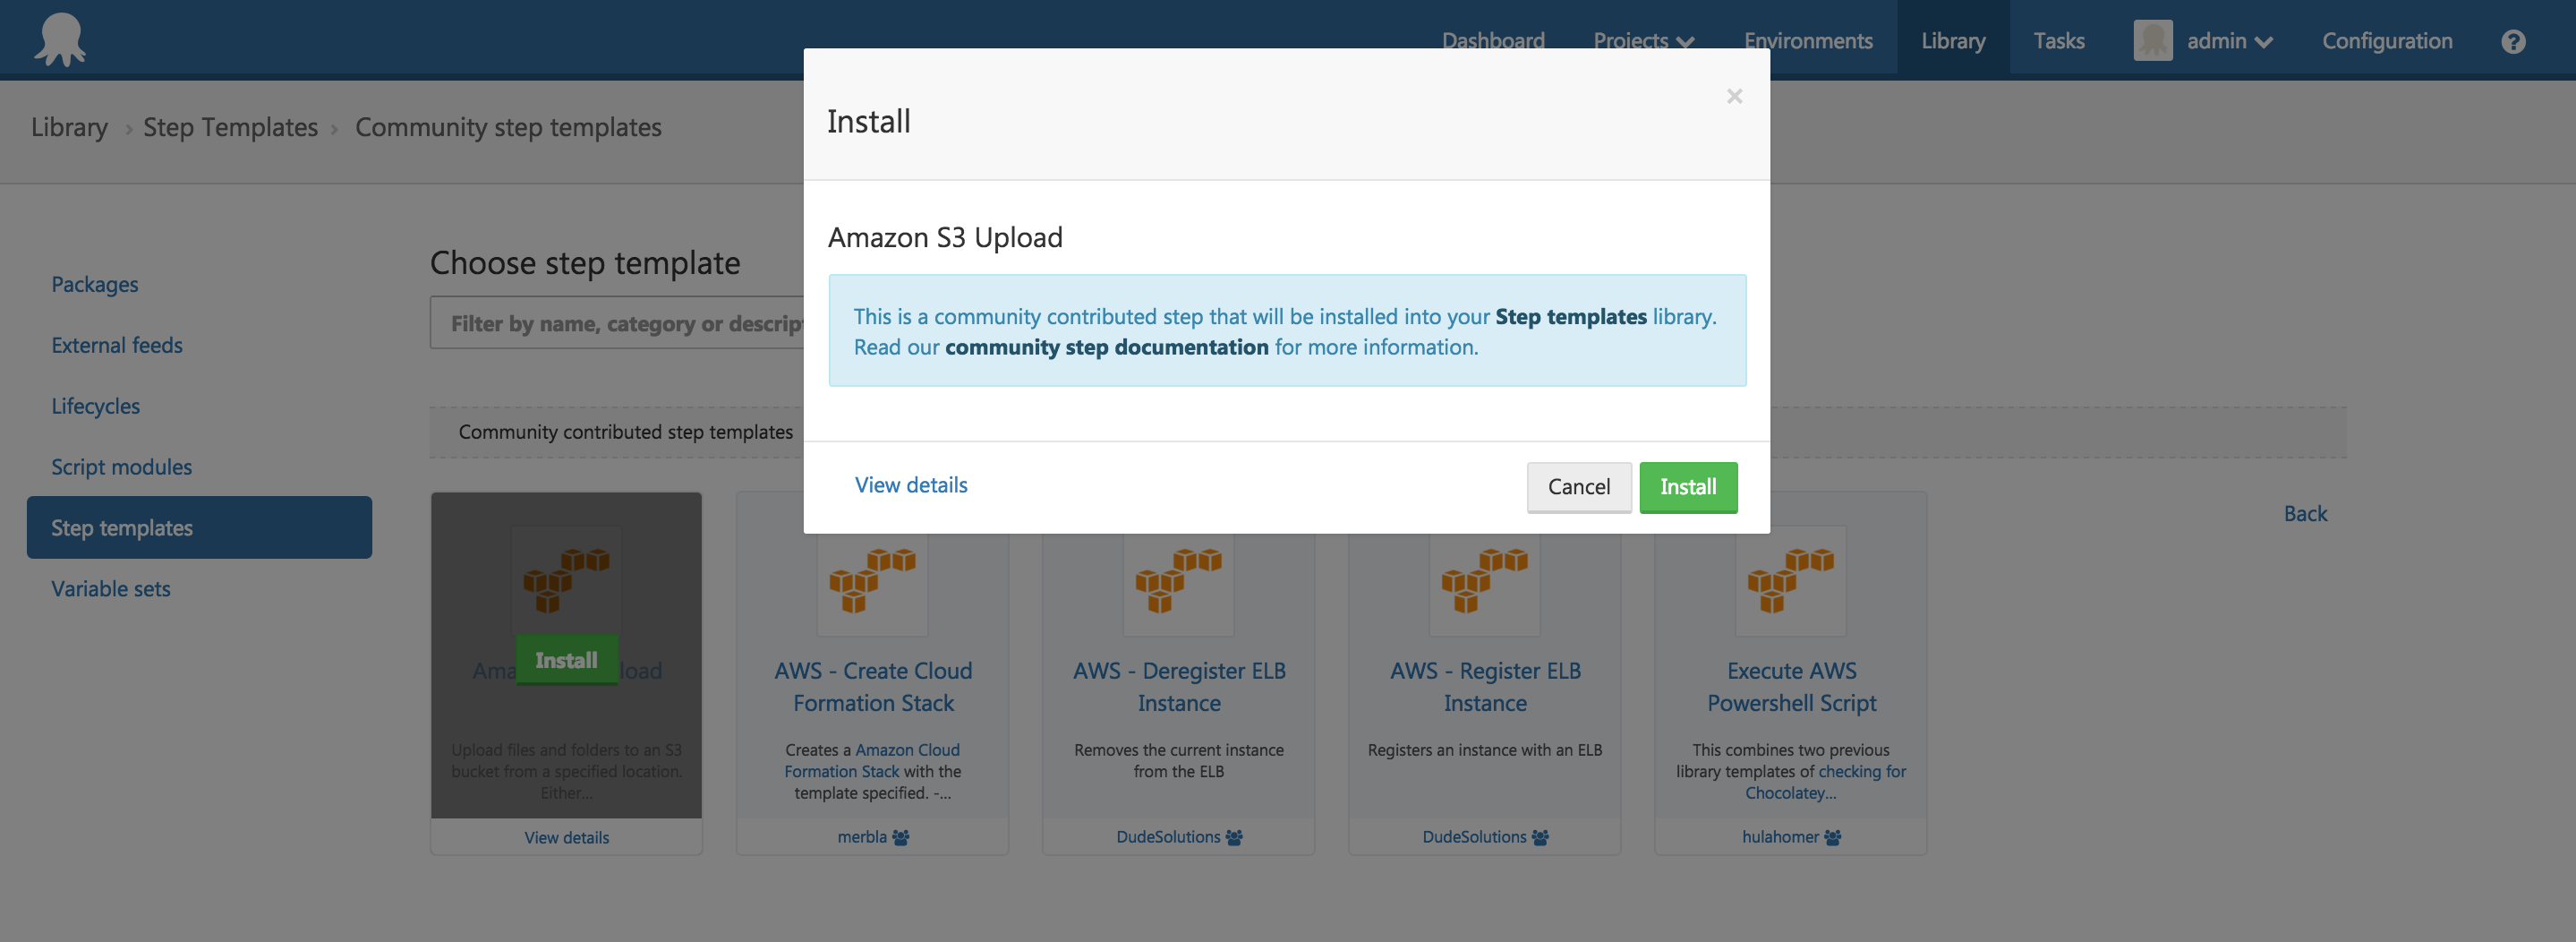 Dashboard
Projects
Environments
Library
Tasks
admin
Configuration
Library
Step Templates
Community step templates
Install
Amazon S3 Upload
This is a community contributed step that will be installed into your Step templates library.
Read our community step documentation for more information.
View details
Cancel
Install
Packages
External feeds
Lifecycles
Script modules
Step templates
Variable sets
Choose step template
Filter by name, category or descrip
Community contributed step templates
Back
Install
Ama load
Upload files and folders to an S3
bucket from a specified location.
Either...
View details
AWS - Create Cloud
Formation Stack
Creates a Amazon Cloud
Formation Stack with the
template specified. -...
merbla
AWS - Deregister ELB
Instance
Removes the current instance
from the ELB
DudeSolutions
AWS - Register ELB
Instance
Registers an instance with an ELB
DudeSolutions
Execute AWS
Powershell Script
This combines two previous
library templates of checking for
Chocolatey...
hulahomer